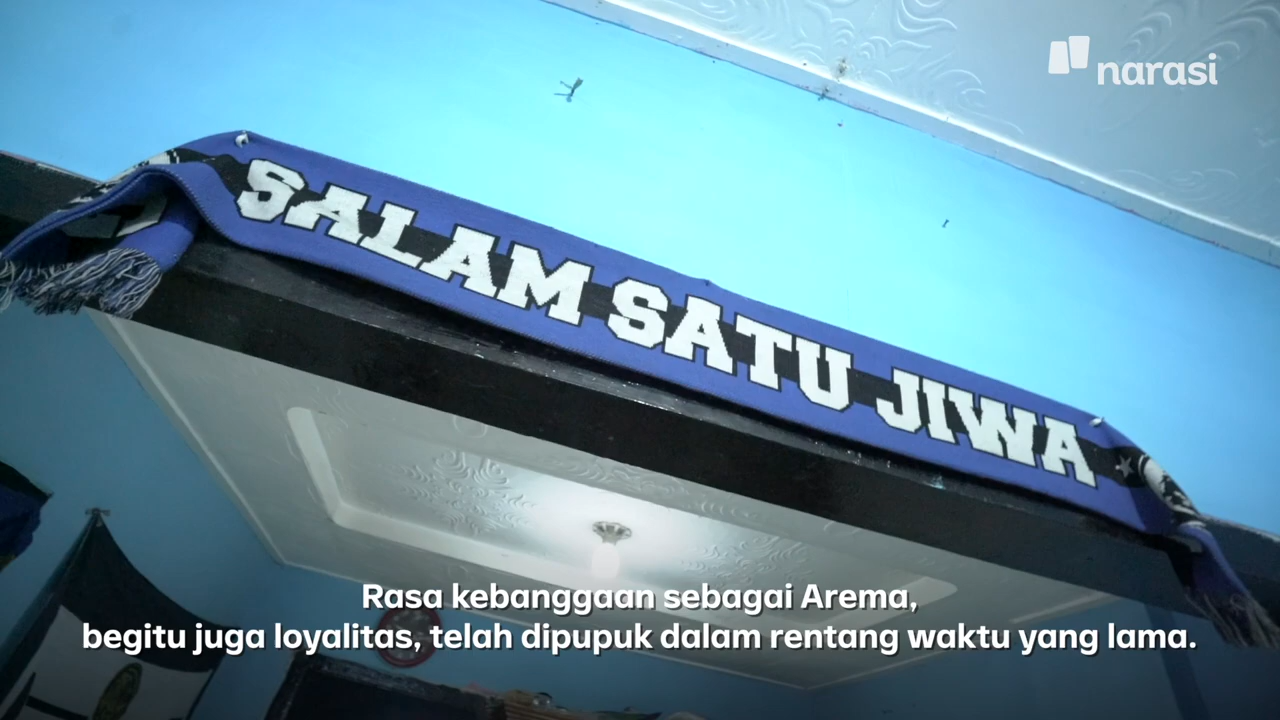 narasi
SALAM SATU JIWA
Rasa kebanggaan sebagai Arema,
begitu juga loyalitas, telah dipupuk dalam rentang waktu yang lama.